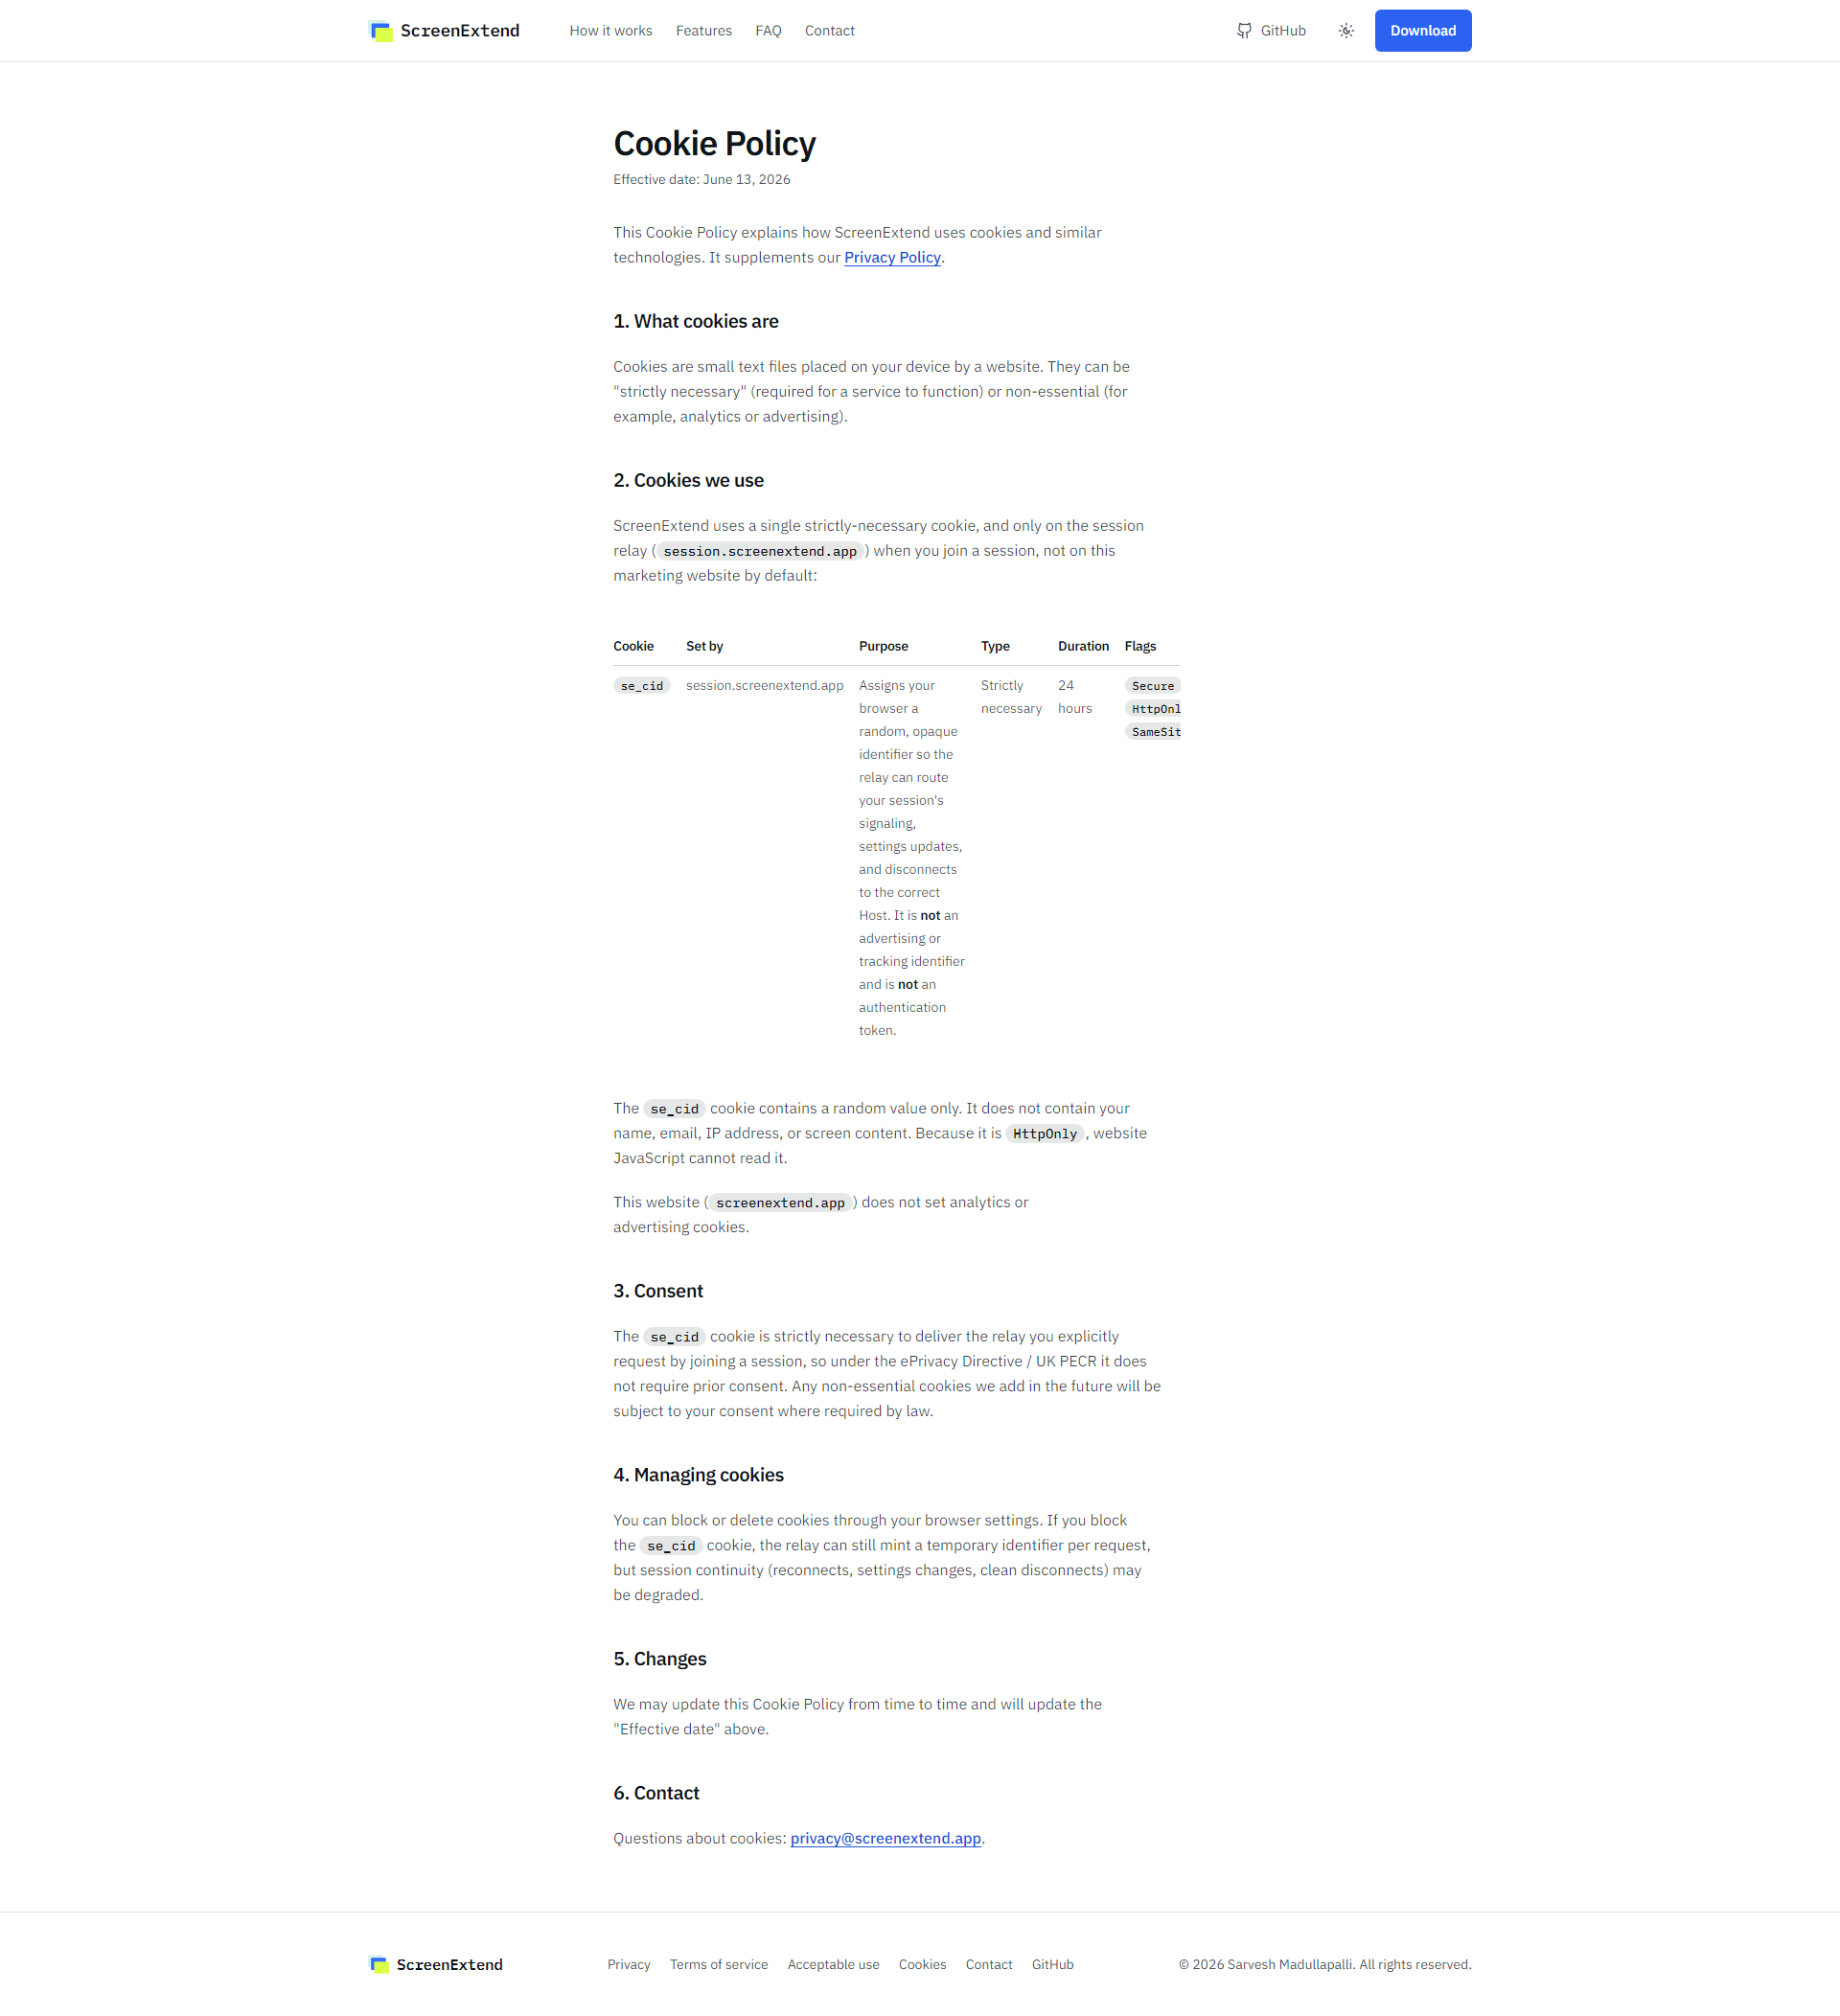 ScreenExtend How it works Features FAQ Contact GitHub Download
Cookie Policy
Effective date: June 13, 2026
This Cookie Policy explains how ScreenExtend uses cookies and similar
technologies. It supplements our Privacy Policy.
1. What cookies are
Cookies are small text files placed on your device by a website. They can be
"strictly necessary" (required for a service to function) or non-essential (for
example, analytics or advertising).
2. Cookies we use
ScreenExtend uses a single strictly-necessary cookie, and only on the session
relay (session.screenextend.app) when you join a session, not on this
marketing website by default:
Cookie Set by Purpose Type Duration Flags
se_cid session.screenextend.app Assigns your Strictly 24 Secure
browser a necessary hours HttpOnl
random, opaque SameSit
identifier so the
relay can route
your session's
signaling,
settings updates,
and disconnects
to the correct
Host. It is not an
advertising or
tracking identifier
and is not an
authentication
token.
The se_cid cookie contains a random value only. It does not contain your
name, email, IP address, or screen content. Because it is HttpOnly, website
JavaScript cannot read it.
This website (screenextend.app) does not set analytics or
advertising cookies.
3. Consent
The se_cid cookie is strictly necessary to deliver the relay you explicitly
request by joining a session, so under the ePrivacy Directive / UK PECR it does
not require prior consent. Any non-essential cookies we add in the future will be
subject to your consent where required by law.
4. Managing cookies
You can block or delete cookies through your browser settings. If you block
the se_cid cookie, the relay can still mint a temporary identifier per request,
but session continuity (reconnects, settings changes, clean disconnects) may
be degraded.
5. Changes
We may update this Cookie Policy from time to time and will update the
"Effective date" above.
6. Contact
Questions about cookies: privacy@screenextend.app.
ScreenExtend Privacy Terms of service Acceptable use Cookies Contact GitHub © 2026 Sarvesh Madullapalli. All rights reserved.